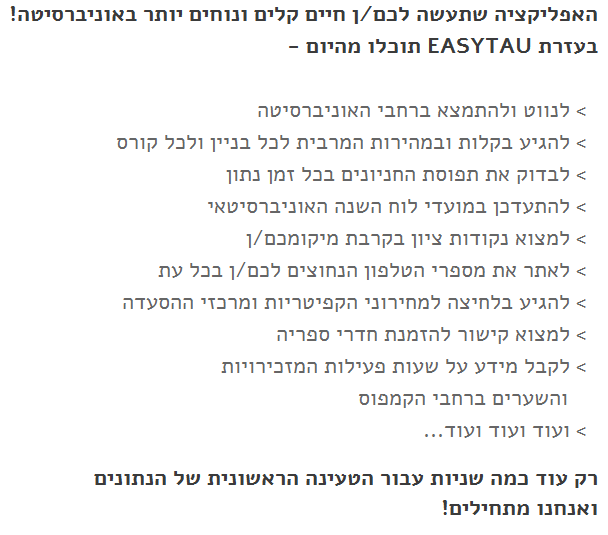 האפליקציה שתעשה לכם/ן חיים קלים ונוחים יותר באוניברסיטה!
בעזרת EASYTAU תוכלו מהיום -
> לנווט ולהתמצא ברחבי האוניברסיטה
> להגיע בקלות ובמהירות המרבית לכל בניין ולכל קורס
> לבדוק את תפוסת החניונים בכל זמן נתון
> להתעדכן במועדי לוח השנה האוניברסיטאי
> למצוא נקודות ציון בקרבת מיקומכם/ן
> לאתר את מספרי הטלפון הנחוצים לכם/ן בכל עת
> להגיע בלחיצה למחירוני הקפיטריות ומרכזי ההסעדה
> למצוא קישור להזמנת חדרי ספריה
> לקבל מידע על שעות פעילות המזכירויות
והשערים ברחבי הקמפוס
> ועוד ועוד ועוד...
רק עוד כמה שניות עבור הטעינה הראשונית של הנתונים
ואנחנו מתחילים!